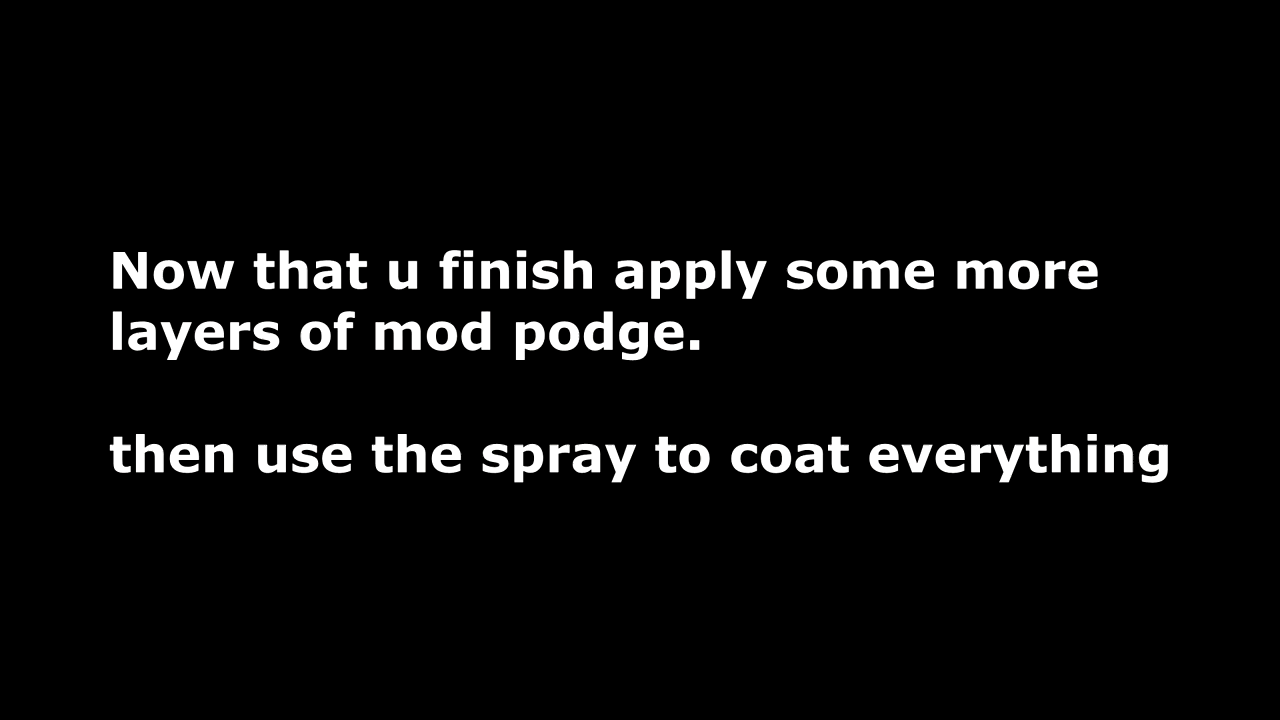 Now that u finish apply some more
layers of mod podge.
then use the spray to coat everything